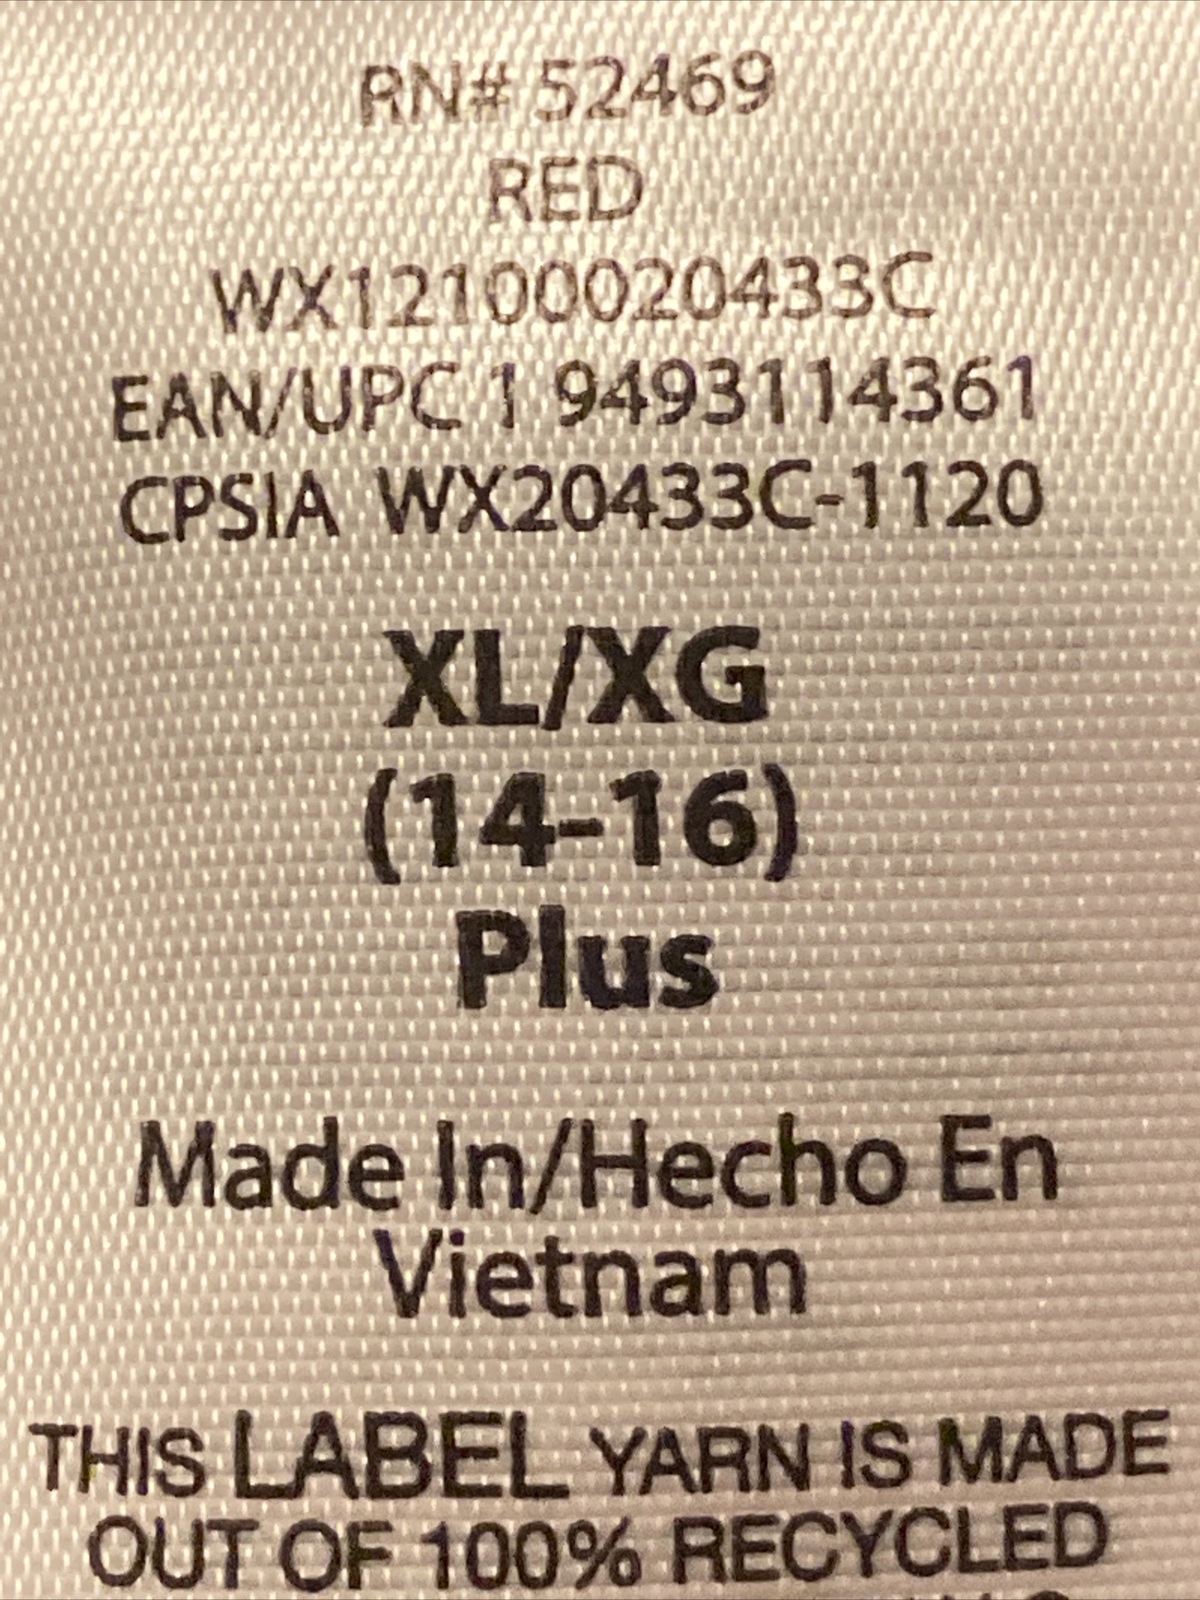 RN# 52469
RED
WX12100020433C
EAN/UPC 1 9493114361
CPSIA WX20433C-1120
XL/XG
(14-16)
Plus
Made In/Hecho En
Vietnam
THIS LABEL YARN IS MADE
OUT OF 100% RECYCLED